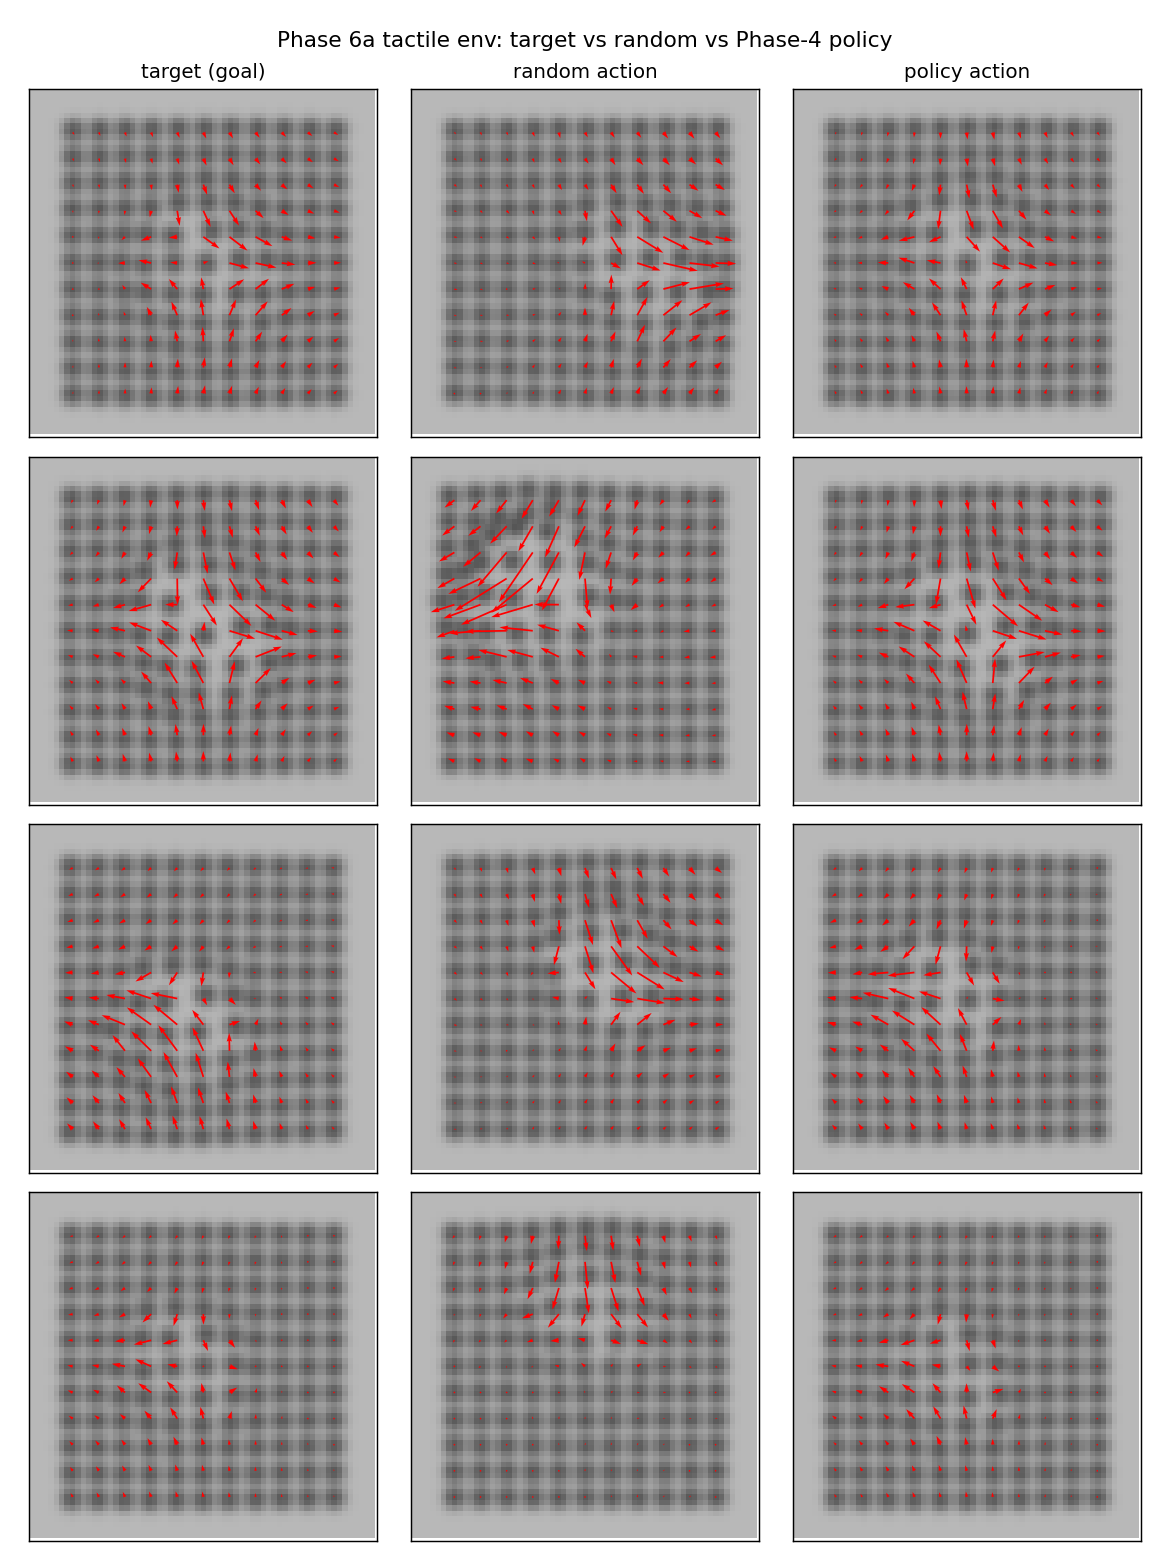 Phase 6a tactile env: target vs random vs Phase-4 policy
target (goal)
random action
policy action